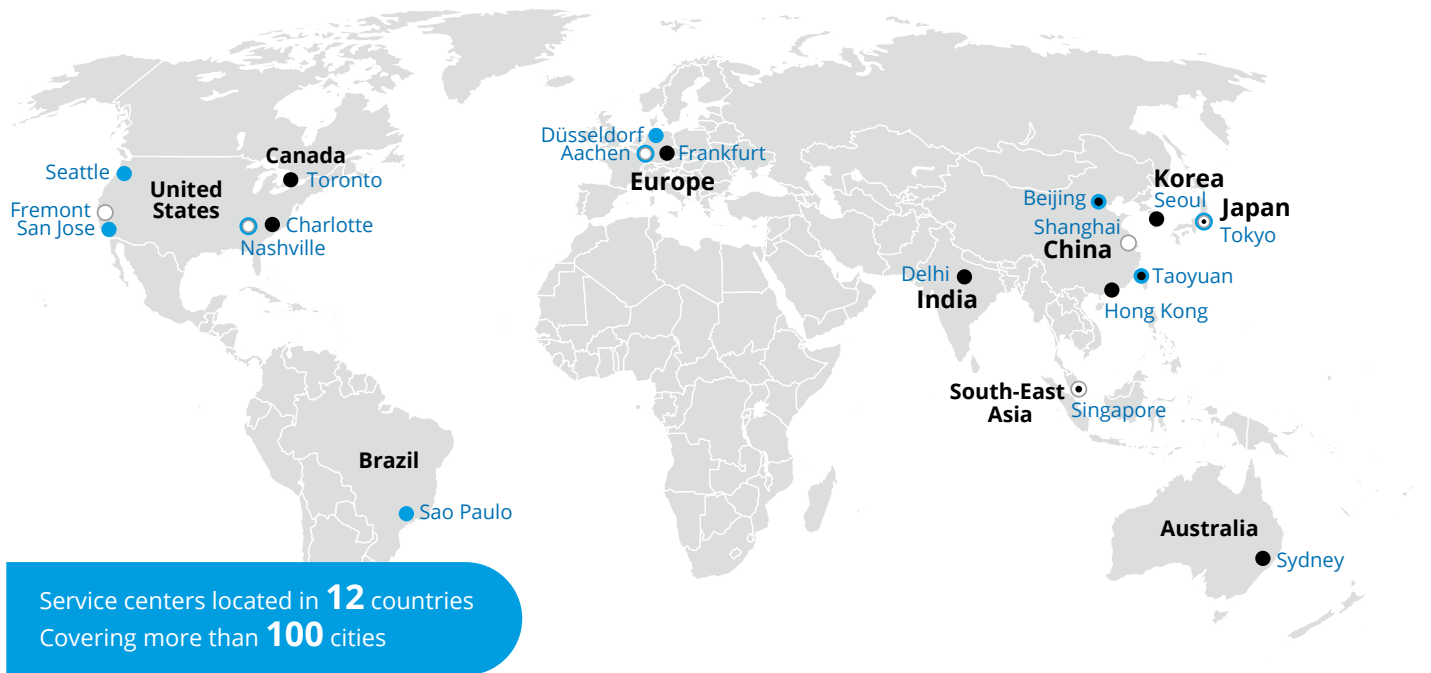 Seattle
Fremont
San Jose
United
States
Canada
Toronto
Charlotte
Nashville
Brazil
Sao Paulo
Düsseldorf
Aachen
Frankfurt
Europe
Delhi
India
Beijing
Shanghai
China
Korea
Seoul
Japan
Tokyo
Taoyuan
Hong Kong
South-East
Asia
Singapore
Australia
Sydney
Service centers located in 12 countries
Covering more than 100 cities